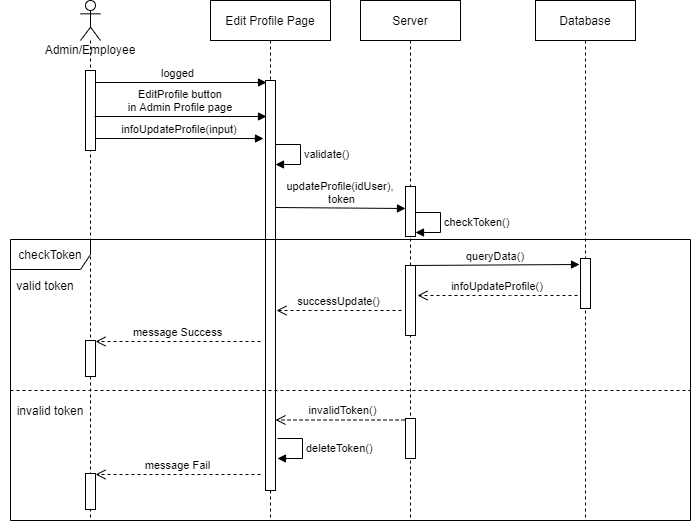 Edit Profile Page
Server
Database
Admin/Employee
logged
EditProfile button
in Admin Profile page
infoUpdateProfile(input)
validate()
updateProfile(idUser),
token
checkToken()
checkToken
queryData()
valid token
infoUpdateProfile()
successUpdate()
message Success
invalid token
invalidToken()
deleteToken()
message Fail